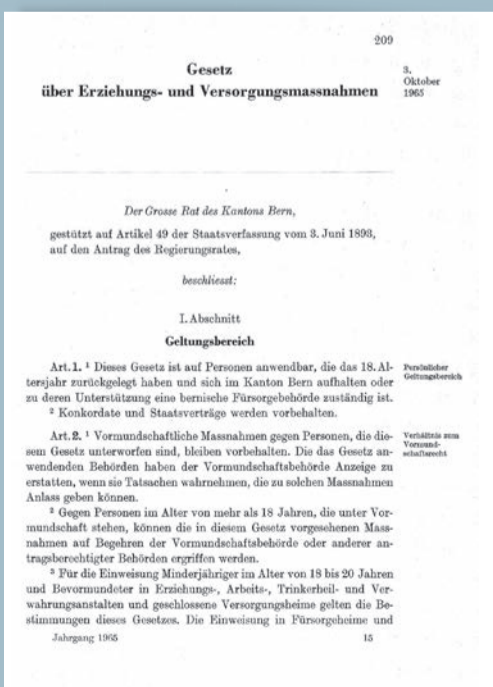 209
Gesetz
über Erziehungs- und Versorgungsmassnahmen
3.
Oktober
1965
Der Grosse Rat des Kantons Bern,
gestützt auf Artikel 49 der Staatsverfassung vom 3. Juni 1893,
auf den Antrag des Regierungsrates,
beschliesst:
I. Abschnitt
Geltungsbereich
Art. 1. ¹ Dieses Gesetz ist auf Personen anwendbar, die das 18. Al-
tersjahr zurückgelegt haben und sich im Kanton Bern aufhalten oder
zu deren Unterstützung eine bernische Fürsorgebehörde zuständig ist.
² Konkordate und Staatsverträge werden vorbehalten.
Persönlicher
Geltungsbereich
Art. 2. ¹ Vormundschaftliche Massnahmen gegen Personen, die die-
sem Gesetz unterworfen sind, bleiben vorbehalten. Die das Gesetz an-
wendenden Behörden haben der Vormundschaftsbehörde Anzeige zu
erstatten, wenn sie Tatsachen wahrnehmen, die zu solchen Massnahmen
Anlass geben können.
Verhältnis zum
Vormund-
schaftsrecht
² Gegen Personen im Alter von mehr als 18 Jahren, die unter Vor-
mundschaft stehen, können die in diesem Gesetz vorgesehenen Mass-
nahmen auf Begehren der Vormundschaftsbehörde oder anderer an-
tragsberechtigter Behörden ergriffen werden.
³ Für die Einweisung Minderjähriger im Alter von 18 bis 20 Jahren
und Bevormundeter in Erziehungs-, Arbeits-, Trinkerheil- und Ver-
wahrungsanstalten und geschlossene Versorgungsheime gelten die Be-
stimmungen dieses Gesetzes. Die Einweisung in Fürsorgeheime und
Jahrgang 1965
15